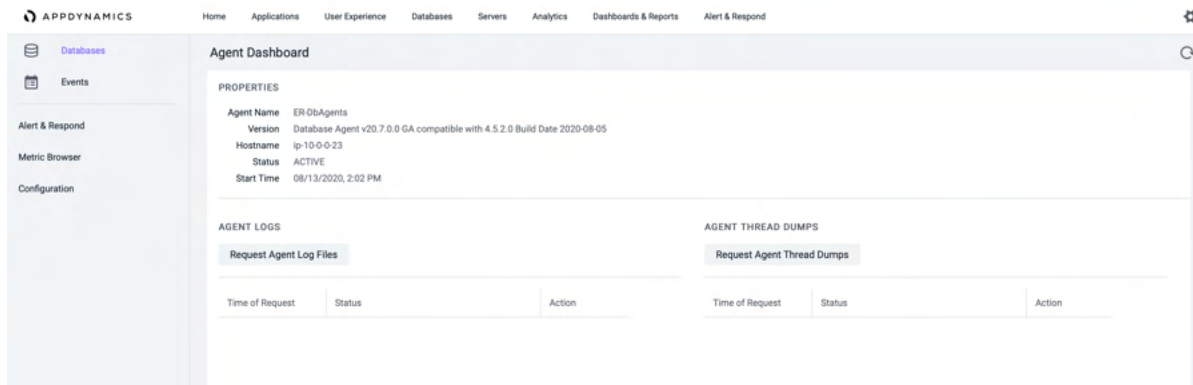 APPDYNAMICS
Home Applications User Experience Databases Servers Analytics Dashboards & Reports Alert & Respond
Databases
Events
Alert & Respond
Metric Browser
Configuration
Agent Dashboard
PROPERTIES
Agent Name ER-DbAgents
Version Database Agent v20.7.0.0 GA compatible with 4.5.2.0 Build Date 2020-08-05
Hostname ip-10-0-0-23
Status ACTIVE
Start Time 08/13/2020, 2:02 PM
AGENT LOGS
Request Agent Log Files
Time of Request Status Action
AGENT THREAD DUMPS
Request Agent Thread Dumps
Time of Request Status Action